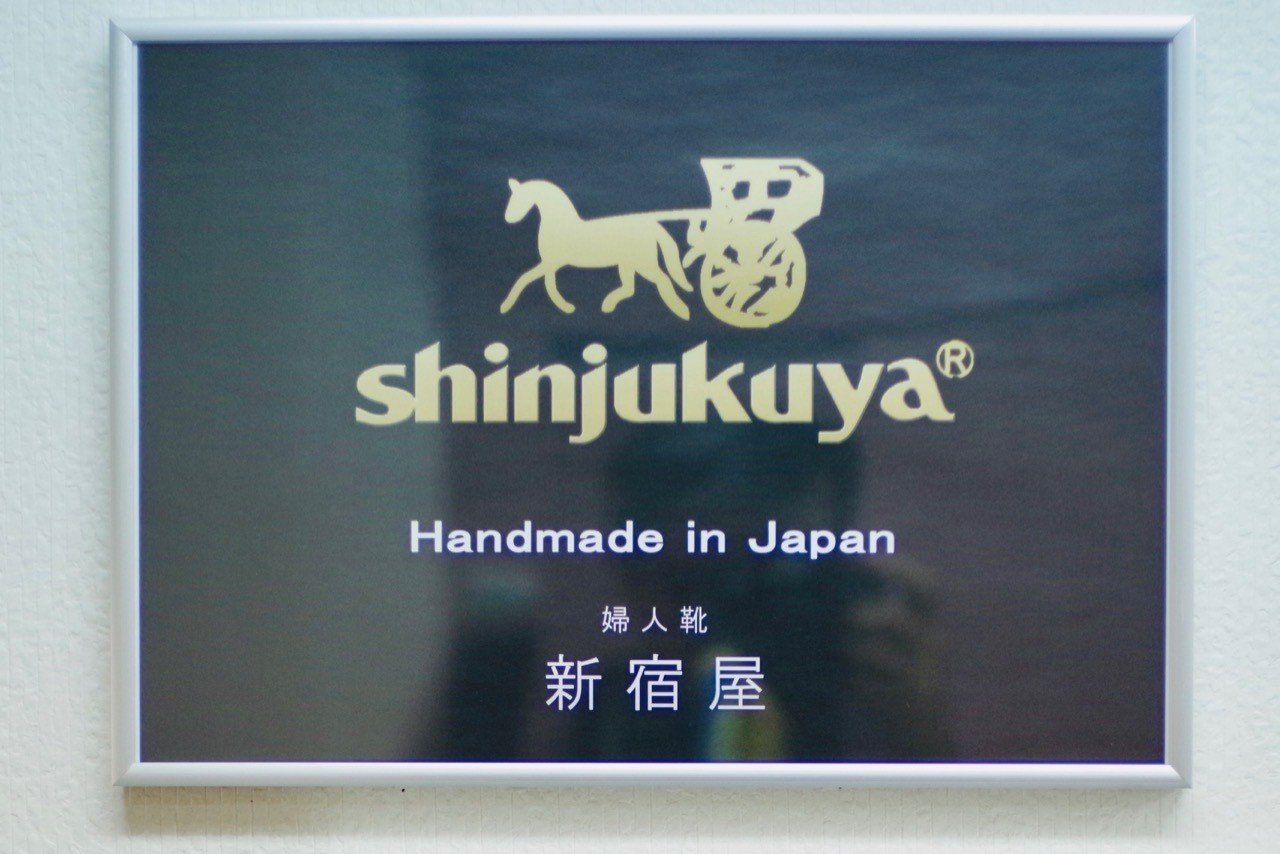 shinjukuya®
Handmade in Japan
婦人靴
新宿屋